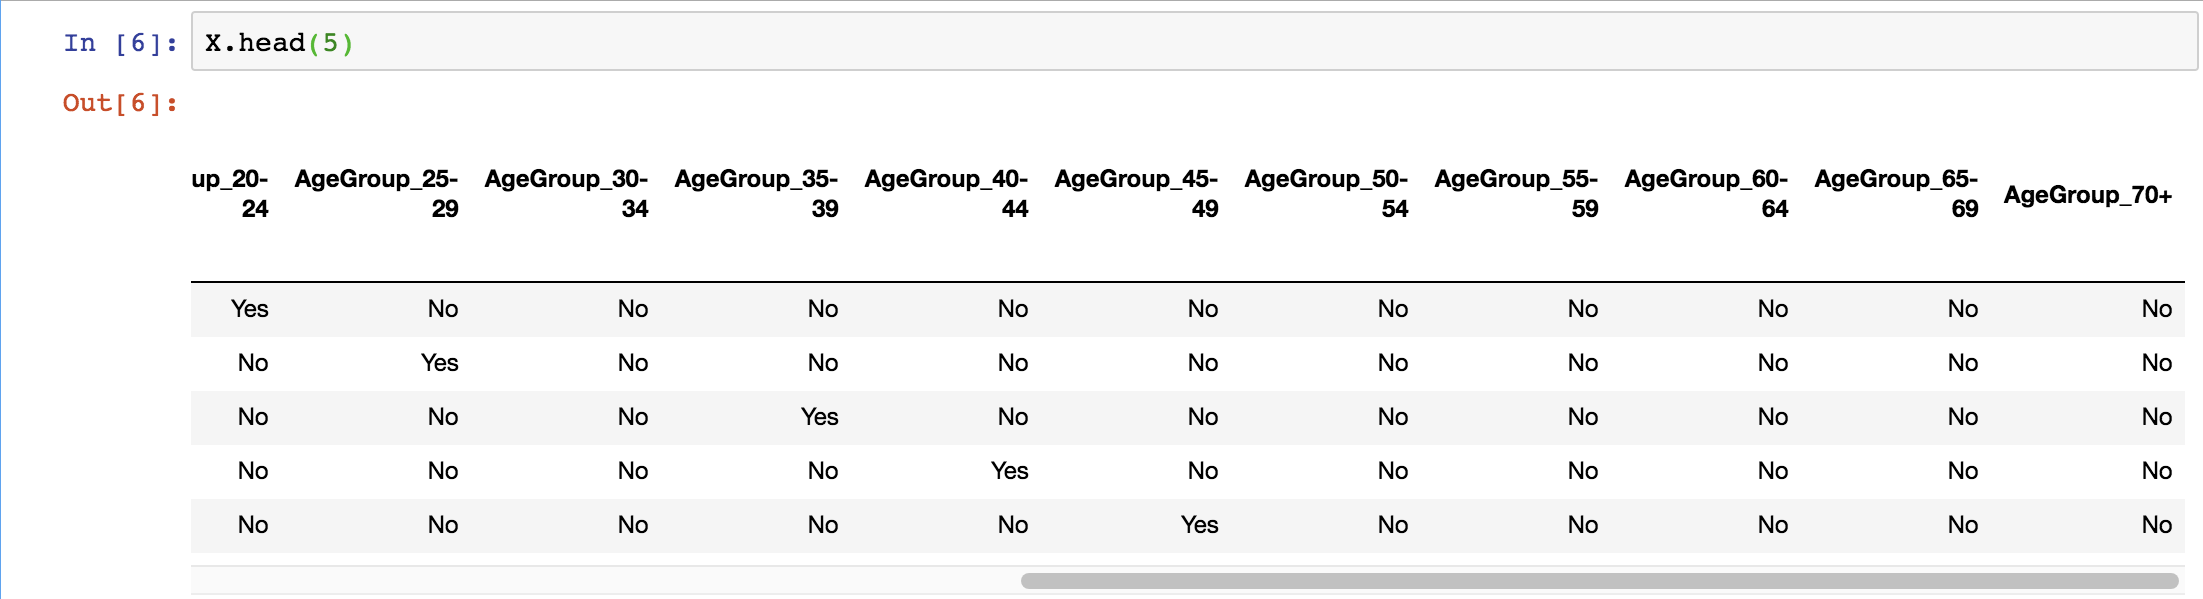 In [6]: X.head(5)
Out[6]:
up_20- AgeGroup_25- AgeGroup_30- AgeGroup_35- AgeGroup_40- AgeGroup_45- AgeGroup_50- AgeGroup_55- AgeGroup_60- AgeGroup_65- AgeGroup_70+
24 29 34 39 44 49 54 59 64 69
Yes No No No No No No No No No No
No Yes No No No No No No No No No
No No No Yes No No No No No No No
No No No No Yes No No No No No No
No No No No No Yes No No No No No